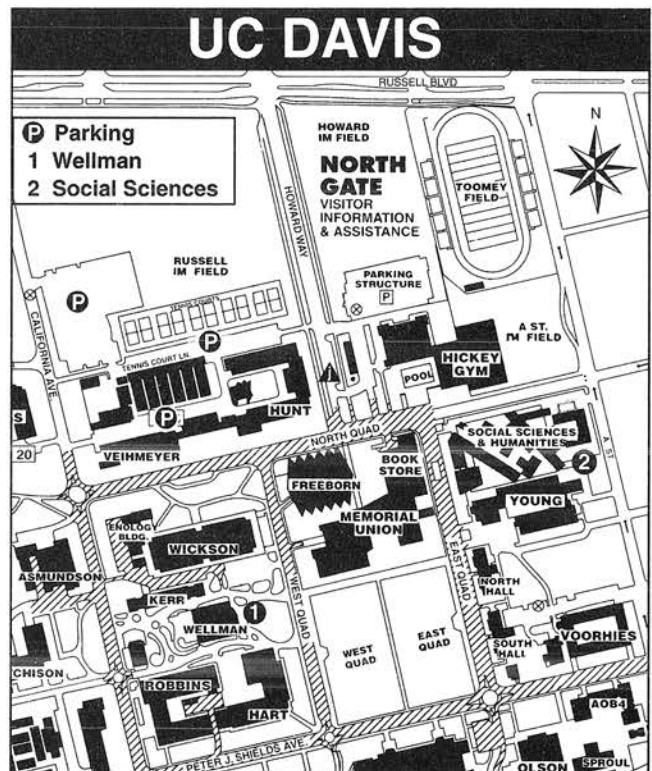 UC DAVIS
RUSSELL BLVD
P Parking
1 Wellman
2 Social Sciences
HOWARD
IM FIELD
NORTH
GATE
VISITOR
INFORMATION
& ASSISTANCE
HOWARD WAY
TOOMEY
FIELD
N
RUSSELL
IM FIELD
PARKING
STRUCTURE
P
P
CALIFORNIA AVE.
TENNIS COURTS
P
TENNIS COURT LN.
A ST.
IM FIELD
HICKEY
GYM
POOL
P
HUNT
S
20
VEIHMEYER
NORTH QUAD
SOCIAL SCIENCES
& HUMANITIES
A ST
BOOK
STORE
FREEBORN
2
YOUNG
MEMORIAL
UNION
ENOLOGY
BLDG.
WICKSON
EAST QUAD
WEST QUAD
ASMUNDSON
KERR
1
WELLMAN
NORTH
HALL
WEST
QUAD
EAST
QUAD
SOUTH
HALL
VOORHIES
CHISON
ROBBINS
HART
AOB4
PETER J. SHIELDS AVE.
OLSON
SPROUL